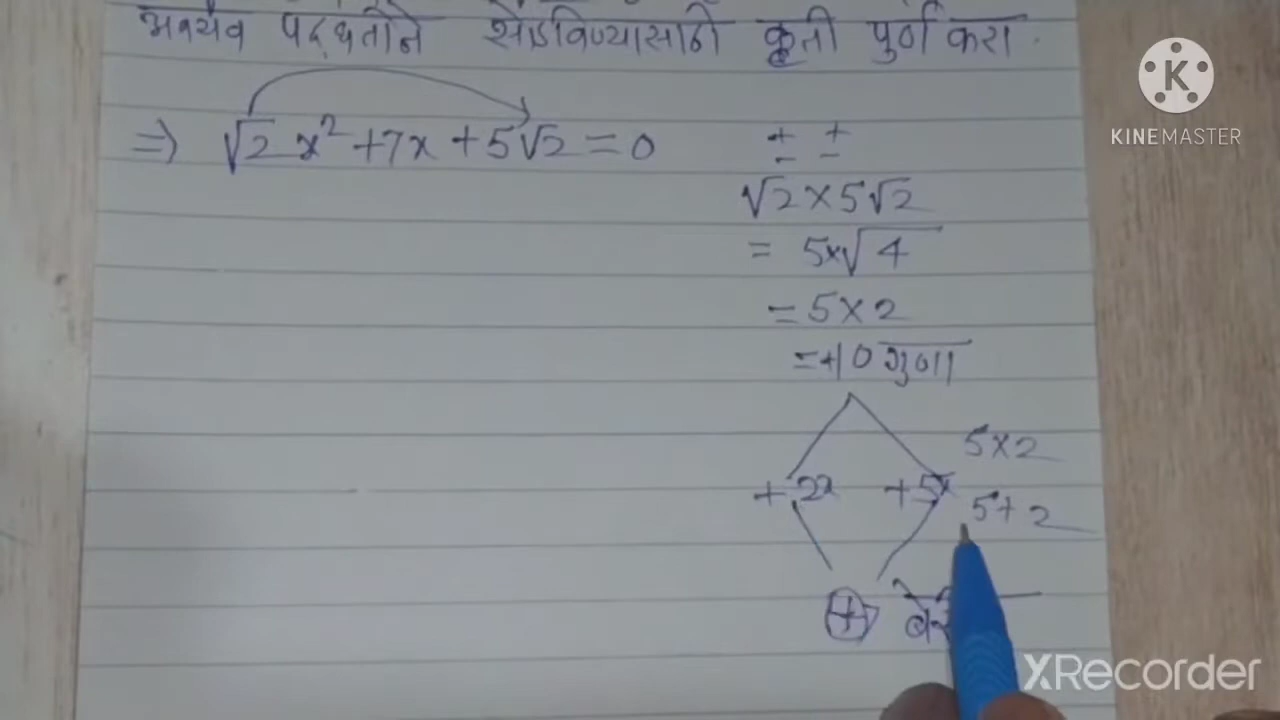 अवयव पद्धतीने सोडविण्यासाठी कृती पुर्ण करा.
⇒ √2 x² + 7x + 5√2 = 0
+ +
- -
√2 × 5√2
= 5×√4
= 5 × 2
= +10 गुणा
5×2
+ 2x + 5x
5+2
+7
K
KINEMASTER
XRecorder